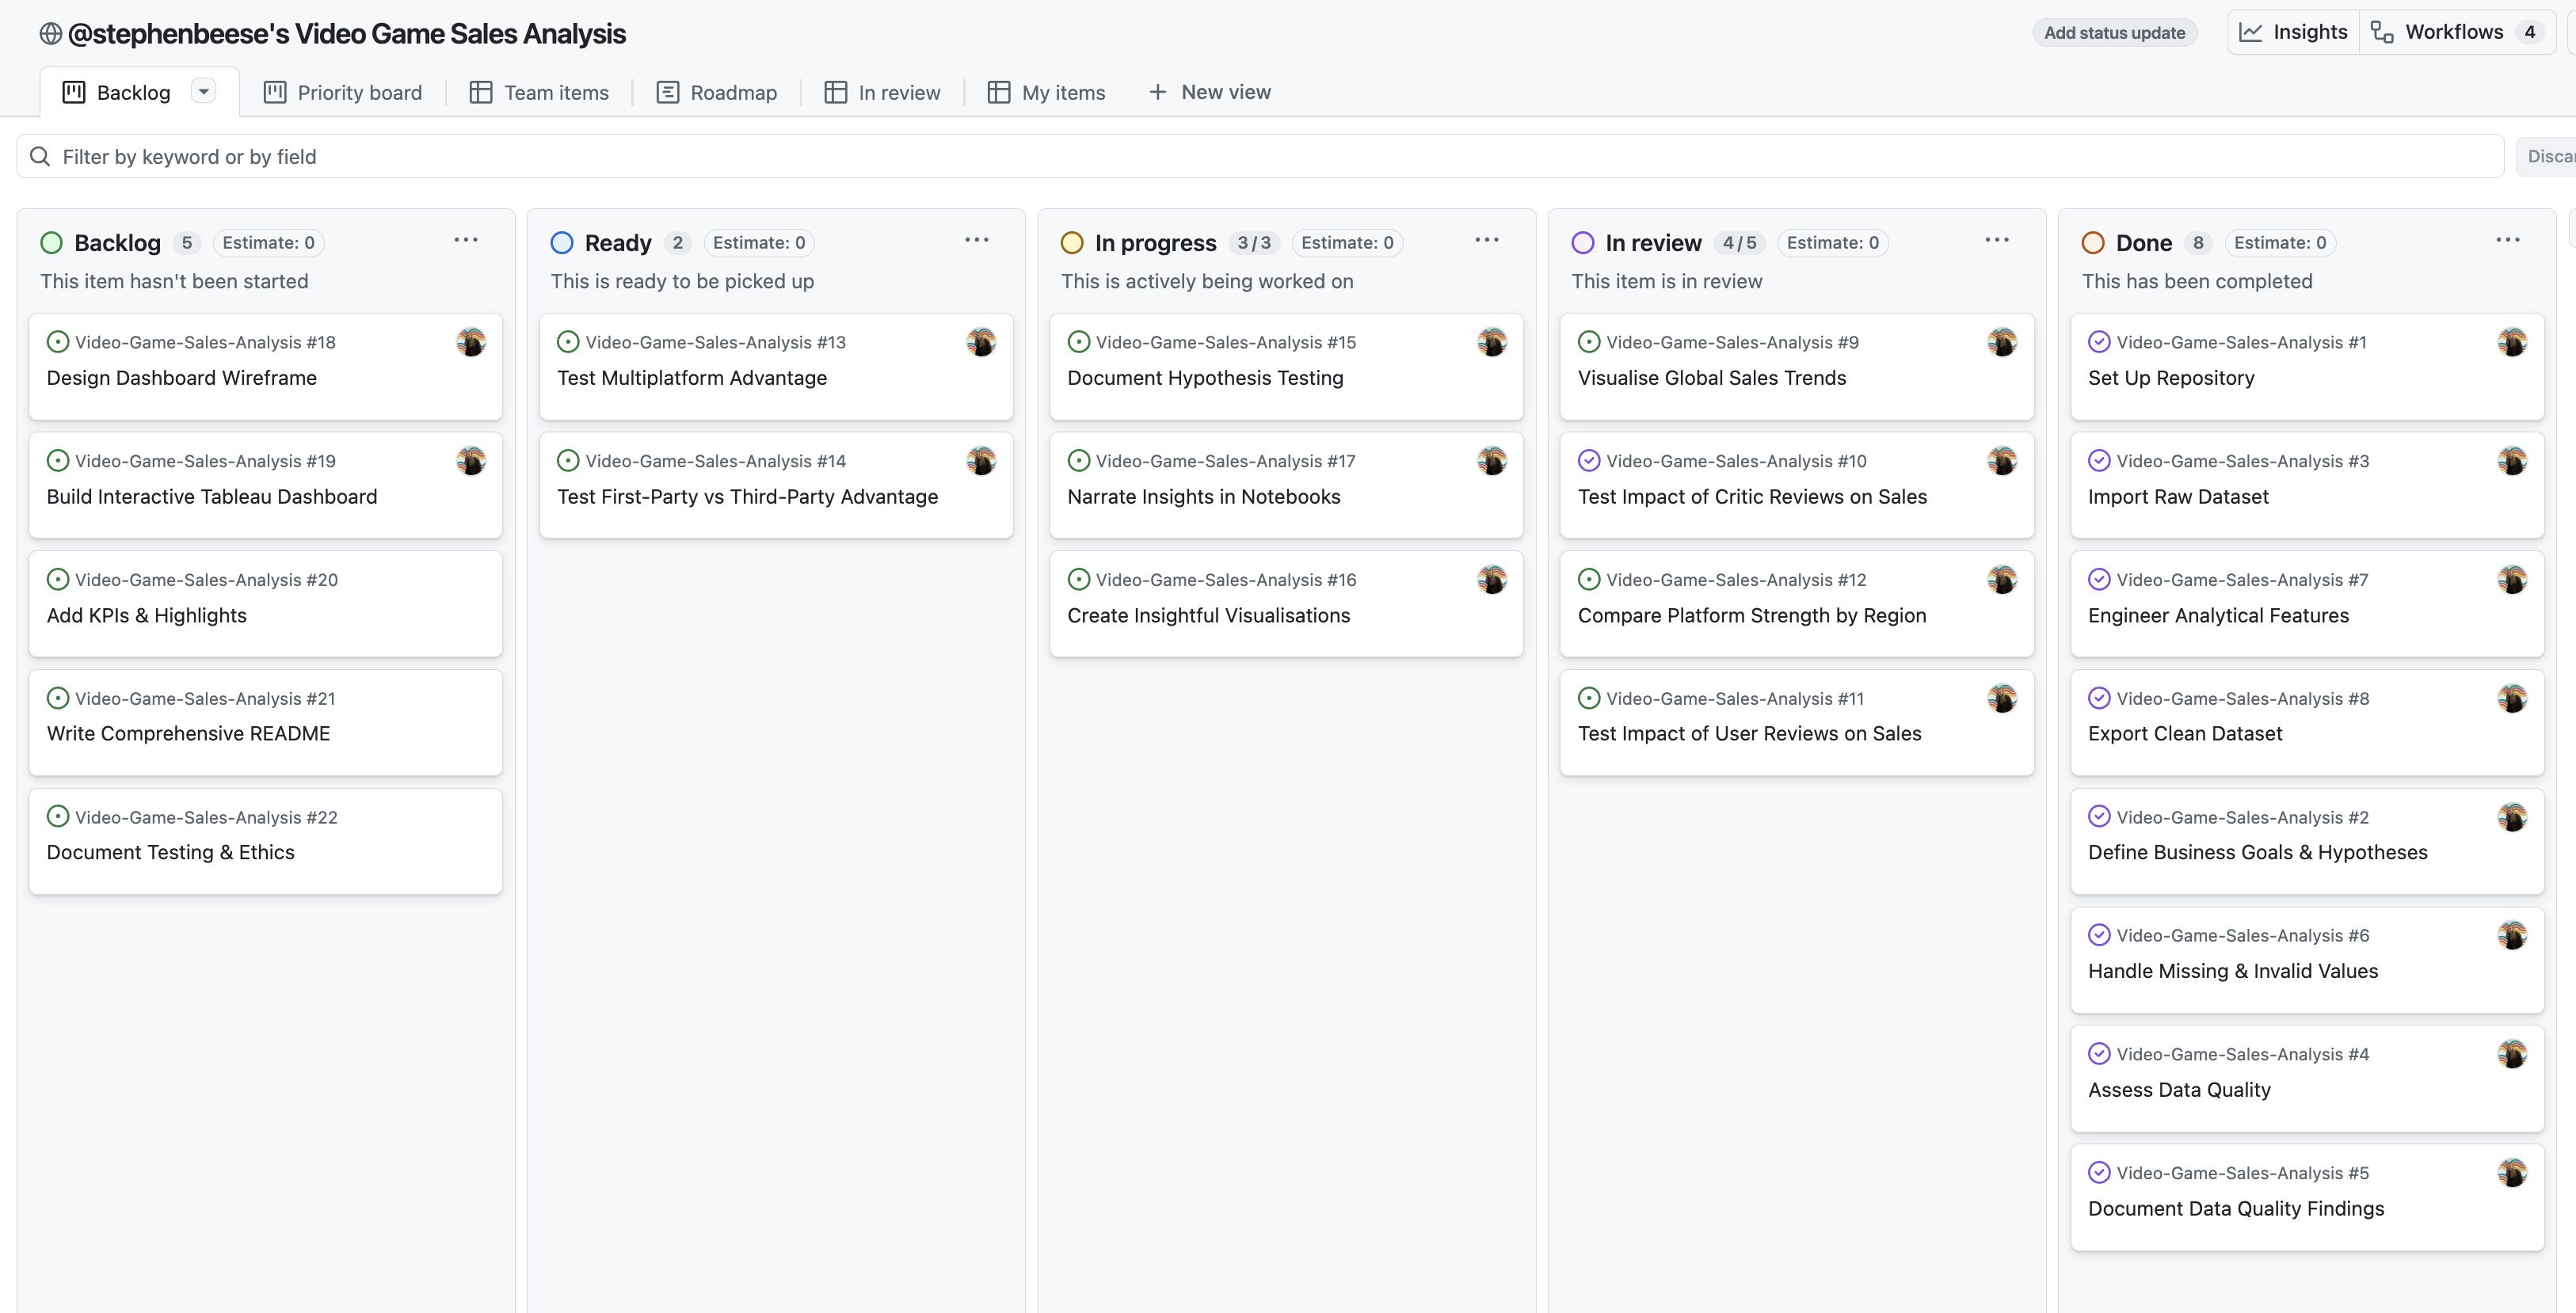 @stephenbeese's Video Game Sales Analysis
Add status update
Insights
Workflows 4
Backlog
Priority board
Team items
Roadmap
In review
My items
New view
Filter by keyword or by field
Backlog 5 Estimate: 0
This item hasn't been started
Video-Game-Sales-Analysis #18
Design Dashboard Wireframe
Video-Game-Sales-Analysis #19
Build Interactive Tableau Dashboard
Video-Game-Sales-Analysis #20
Add KPIs & Highlights
Video-Game-Sales-Analysis #21
Write Comprehensive README
Video-Game-Sales-Analysis #22
Document Testing & Ethics
Ready 2 Estimate: 0
This is ready to be picked up
Video-Game-Sales-Analysis #13
Test Multiplatform Advantage
Video-Game-Sales-Analysis #14
Test First-Party vs Third-Party Advantage
In progress 3 / 3 Estimate: 0
This is actively being worked on
Video-Game-Sales-Analysis #15
Document Hypothesis Testing
Video-Game-Sales-Analysis #17
Narrate Insights in Notebooks
Video-Game-Sales-Analysis #16
Create Insightful Visualisations
In review 4 / 5 Estimate: 0
This item is in review
Video-Game-Sales-Analysis #9
Visualise Global Sales Trends
Video-Game-Sales-Analysis #10
Test Impact of Critic Reviews on Sales
Video-Game-Sales-Analysis #12
Compare Platform Strength by Region
Video-Game-Sales-Analysis #11
Test Impact of User Reviews on Sales
Done 8 Estimate: 0
This has been completed
Video-Game-Sales-Analysis #1
Set Up Repository
Video-Game-Sales-Analysis #3
Import Raw Dataset
Video-Game-Sales-Analysis #7
Engineer Analytical Features
Video-Game-Sales-Analysis #8
Export Clean Dataset
Video-Game-Sales-Analysis #2
Define Business Goals & Hypotheses
Video-Game-Sales-Analysis #6
Handle Missing & Invalid Values
Video-Game-Sales-Analysis #4
Assess Data Quality
Video-Game-Sales-Analysis #5
Document Data Quality Findings